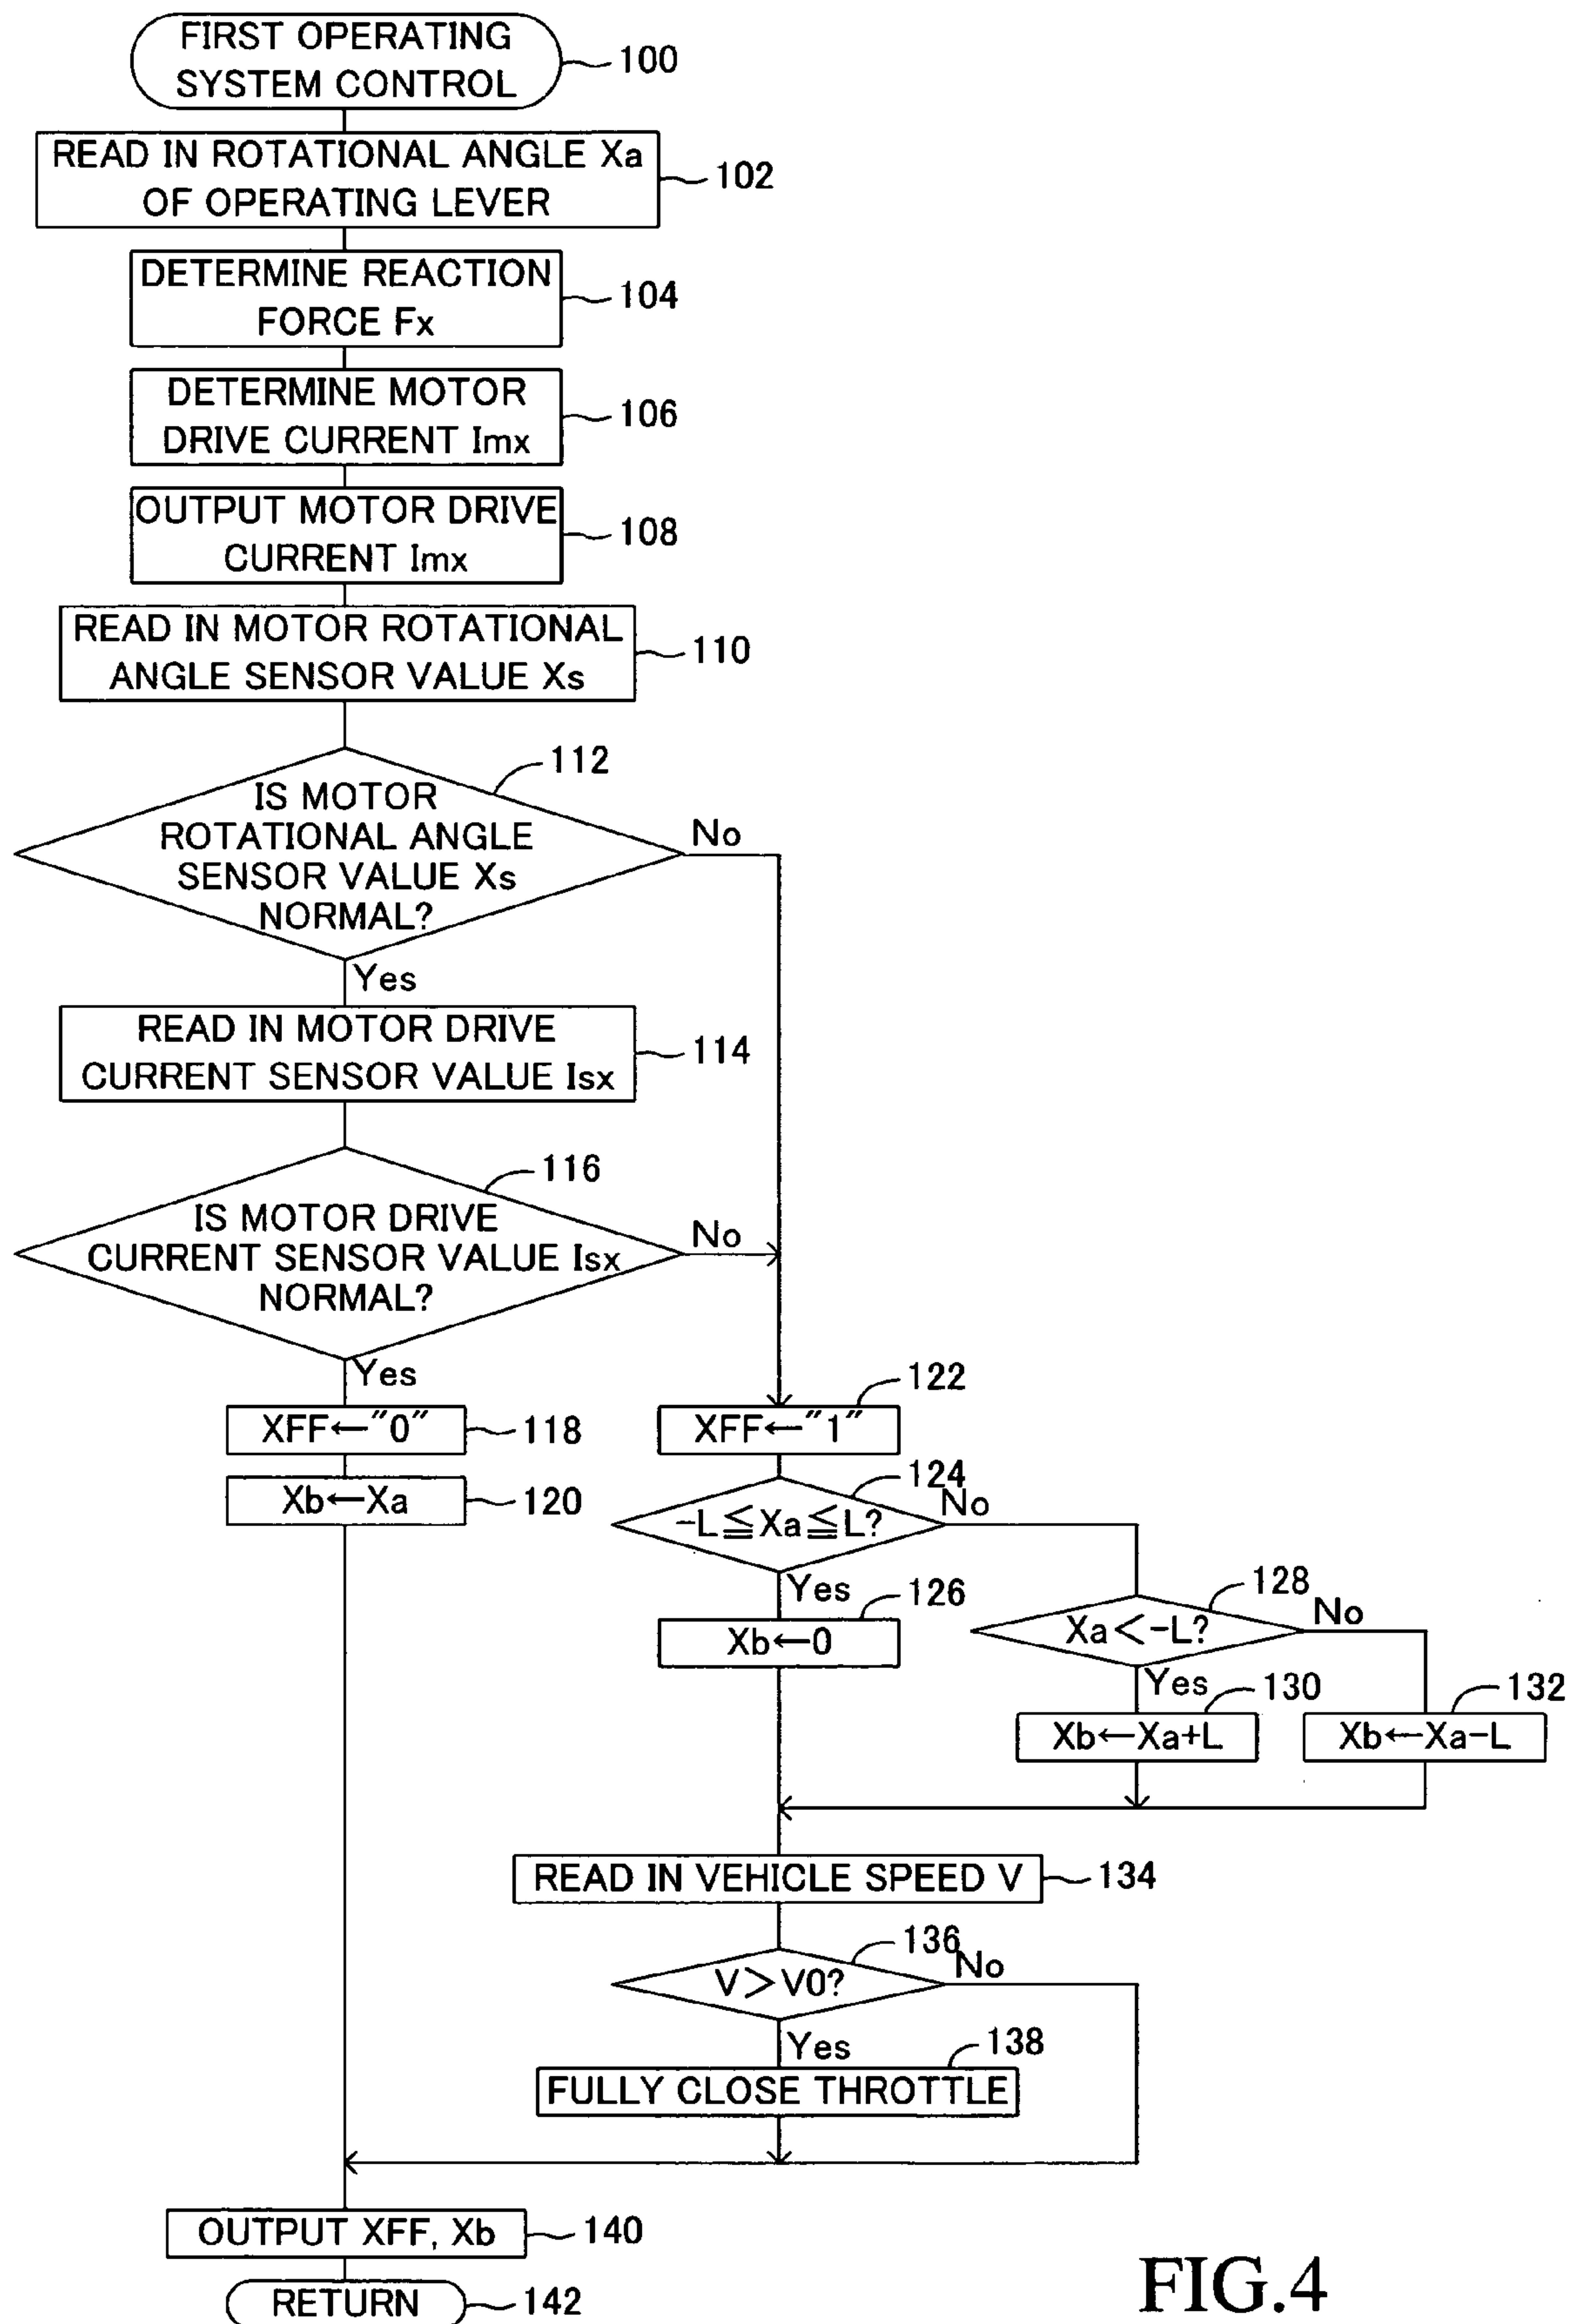 FIRST OPERATING
SYSTEM CONTROL
100
READ IN ROTATIONAL ANGLE Xa
OF OPERATING LEVER
102
DETERMINE REACTION
FORCE Fx
104
DETERMINE MOTOR
DRIVE CURRENT Imx
106
OUTPUT MOTOR DRIVE
CURRENT Imx
108
READ IN MOTOR ROTATIONAL
ANGLE SENSOR VALUE Xs
110
112
IS MOTOR
ROTATIONAL ANGLE
SENSOR VALUE Xs
NORMAL?
No
Yes
READ IN MOTOR DRIVE
CURRENT SENSOR VALUE Isx
114
116
IS MOTOR DRIVE
CURRENT SENSOR VALUE Isx
NORMAL?
No
Yes
XFF←"0"
118
Xb←Xa
120
122
XFF←"1"
124
-L≦Xa≦L?
No
Yes
126
Xb←0
128
Xa<-L?
No
Yes
130
Xb←Xa+L
132
Xb←Xa-L
READ IN VEHICLE SPEED V
134
136
V>V0?
No
Yes
138
FULLY CLOSE THROTTLE
OUTPUT XFF, Xb
140
RETURN
142
FIG.4